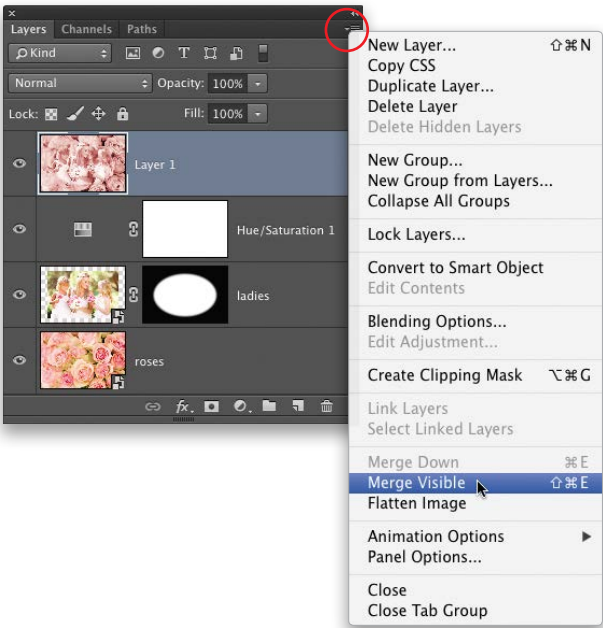 Layers Channels Paths
Kind
Normal Opacity: 100%
Lock: Fill: 100%
Layer 1
Hue/Saturation 1
ladies
roses
fx
New Layer... ⇧⌘N
Copy CSS
Duplicate Layer...
Delete Layer
Delete Hidden Layers
New Group...
New Group from Layers...
Collapse All Groups
Lock Layers...
Convert to Smart Object
Edit Contents
Blending Options...
Edit Adjustment...
Create Clipping Mask ⌥⌘G
Link Layers
Select Linked Layers
Merge Down ⌘E
Merge Visible ⇧⌘E
Flatten Image
Animation Options
Panel Options...
Close
Close Tab Group